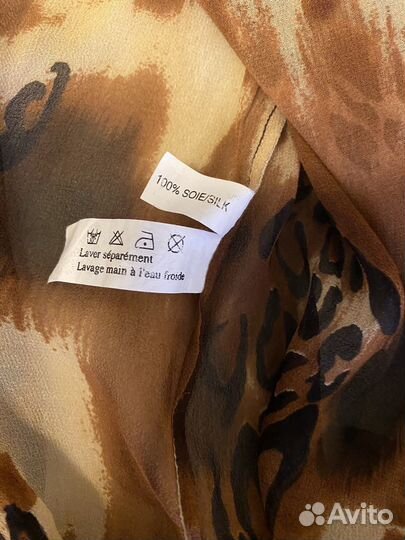 100% SOIE/SILK
Laver séparément
Lavage main à l'eau froide
Avito